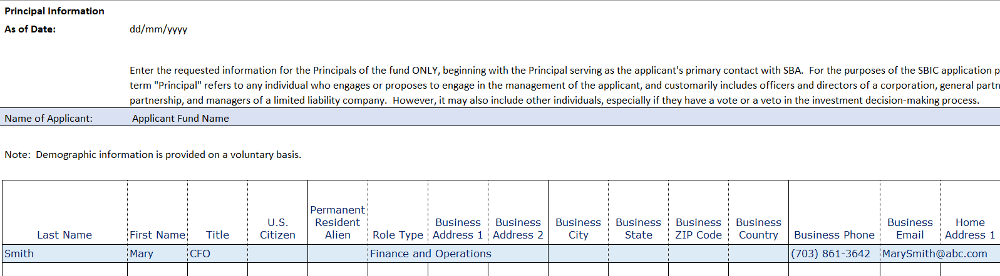 Principal Information
As of Date: dd/mm/yyyy
Enter the requested information for the Principals of the fund ONLY, beginning with the Principal serving as the applicant's primary contact with SBA.  For the purposes of the SBIC application p
term "Principal" refers to any individual who engages or proposes to engage in the management of the applicant, and customarily includes officers and directors of a corporation, general partn
partnership, and managers of a limited liability company.  However, it may also include other individuals, especially if they have a vote or a veto in the investment decision-making process.
Name of Applicant: Applicant Fund Name
Note:  Demographic information is provided on a voluntary basis.
Last Name
First Name
Title
U.S.
Citizen
Permanent
Resident
Alien
Role Type
Business
Address 1
Business
Address 2
Business
City
Business
State
Business
ZIP Code
Business
Country
Business Phone
Business
Email
Home
Address 1
Smith Mary CFO Finance and Operations (703) 861-3642 MarySmith@abc.com